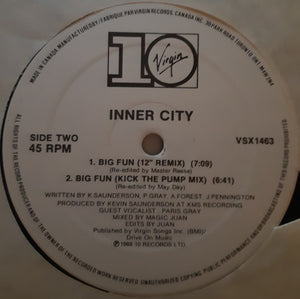 MADE IN CANADA MANUFACTURED BY/FABRIQUE PAR VIRGIN RECORDS, CANADA INC. 30 PARR ROAD TORONTO ONT M4M
10
Virgin
INNER CITY
SIDE TWO
45 RPM
VSX1463
1. BIG FUN (12" REMIX) (7:09)
(Re-edited by Master Reese)
2. BIG FUN (KICK THE PUMP MIX) (6:41)
(Re-edited by May Day)
WRITTEN BY K.SAUNDERSON, P.GRAY, A.FOREST, J.PENNINGTON
PRODUCED BY KEVIN SAUNDERSON AT KMS RECORDING
GUEST VOCALIST - PARIS GRAY
MIXED BY MAGIC JUAN
EDITS BY JUAN
Published by Virgin Songs Inc. (BMI)/
Drive On Music
1988 10 RECORDS LTD.
ALL RIGHTS OF THE PRODUCER AND OF THE OWNER OF THE RECORDED WORK RESERVED. UNAUTHORISED COPYING, PUBLIC PERFORMANCE AND BROADCASTING OF THIS RECORD PROHIBITED